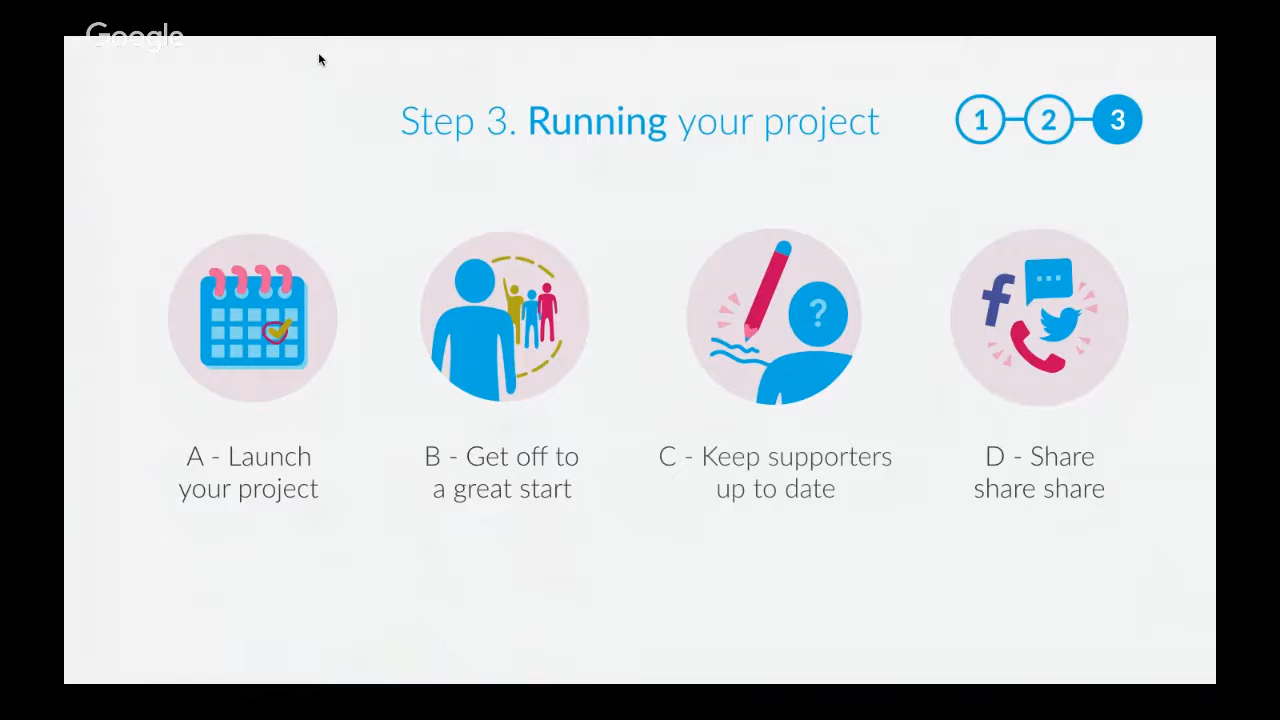 Google
Step 3. Running your project
1 2 3
?
A - Launch
your project
B - Get off to
a great start
C - Keep supporters
up to date
D - Share
share share